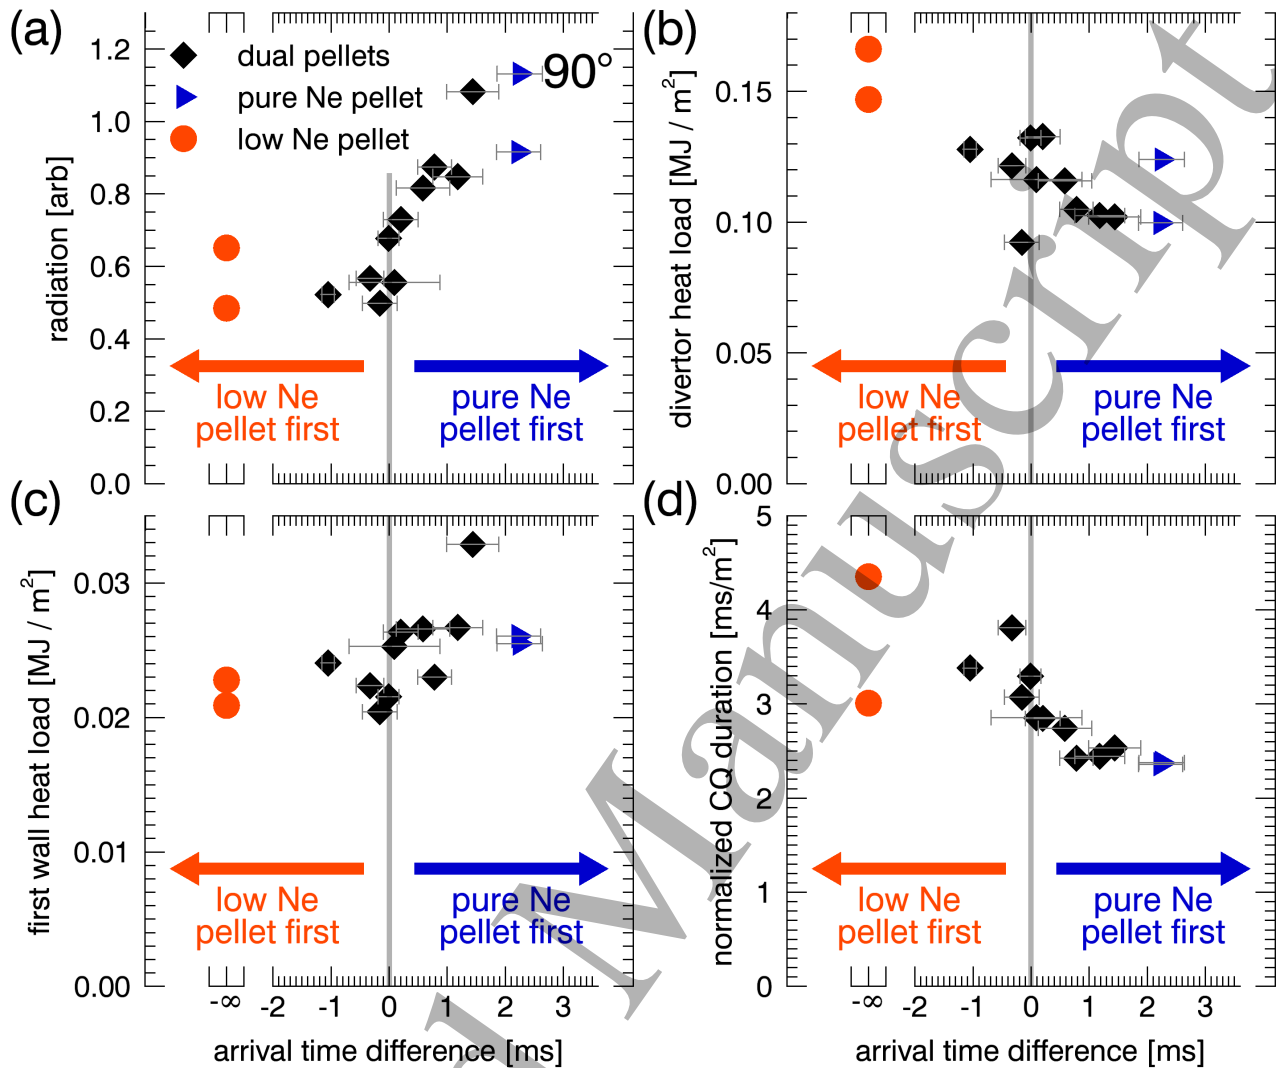 (a)
1.2
1.0
0.8
0.6
0.4
0.2
0.0
radiation [arb]
dual pellets
pure Ne pellet
low Ne pellet
90°
low Ne
pellet first
pure Ne
pellet first
(b)
0.15
0.10
0.05
0.00
divertor heat load [MJ / m²]
low Ne
pellet first
pure Ne
pellet first
(c)
0.03
0.02
0.01
0.00
first wall heat load [MJ / m²]
low Ne
pellet first
pure Ne
pellet first
-∞ -2 -1 0 1 2 3
arrival time difference [ms]
(d)
5
4
3
2
1
0
normalized CQ duration [ms/m²]
low Ne
pellet first
pure Ne
pellet first
-∞ -2 -1 0 1 2 3
arrival time difference [ms]
Manuscript